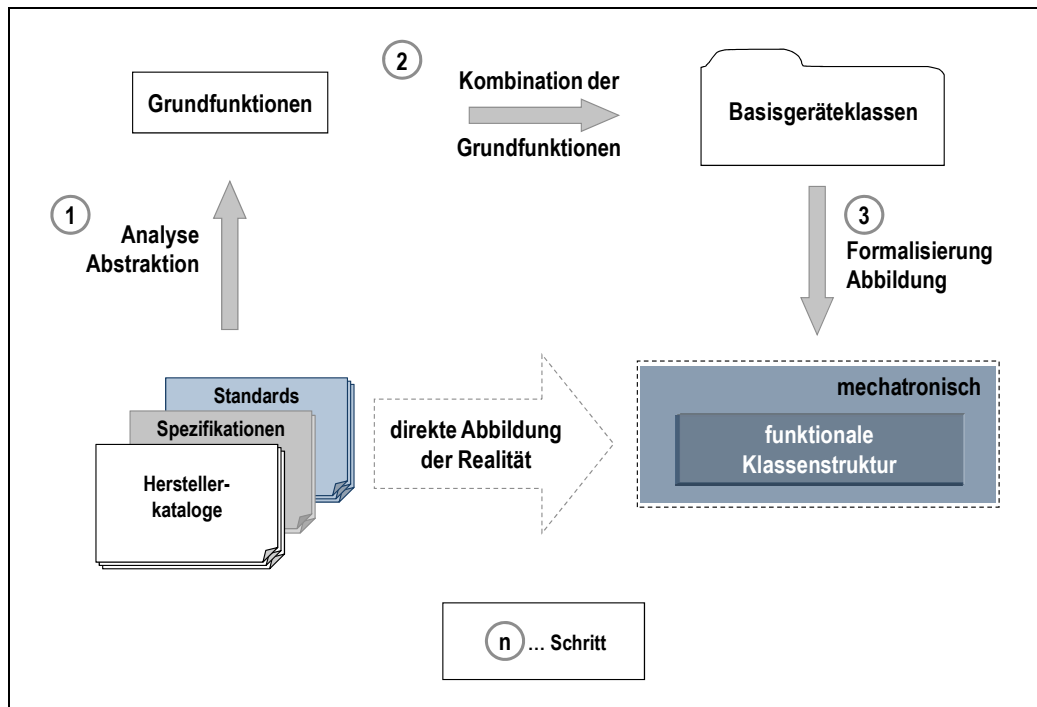 2
Grundfunktionen
Kombination der
Grundfunktionen
Basisgeräteklassen
1
Analyse
Abstraktion
3
Formalisierung
Abbildung
Standards
Spezifikationen
Hersteller-
kataloge
direkte Abbildung
der Realität
mechatronisch
funktionale
Klassenstruktur
n ... Schritt